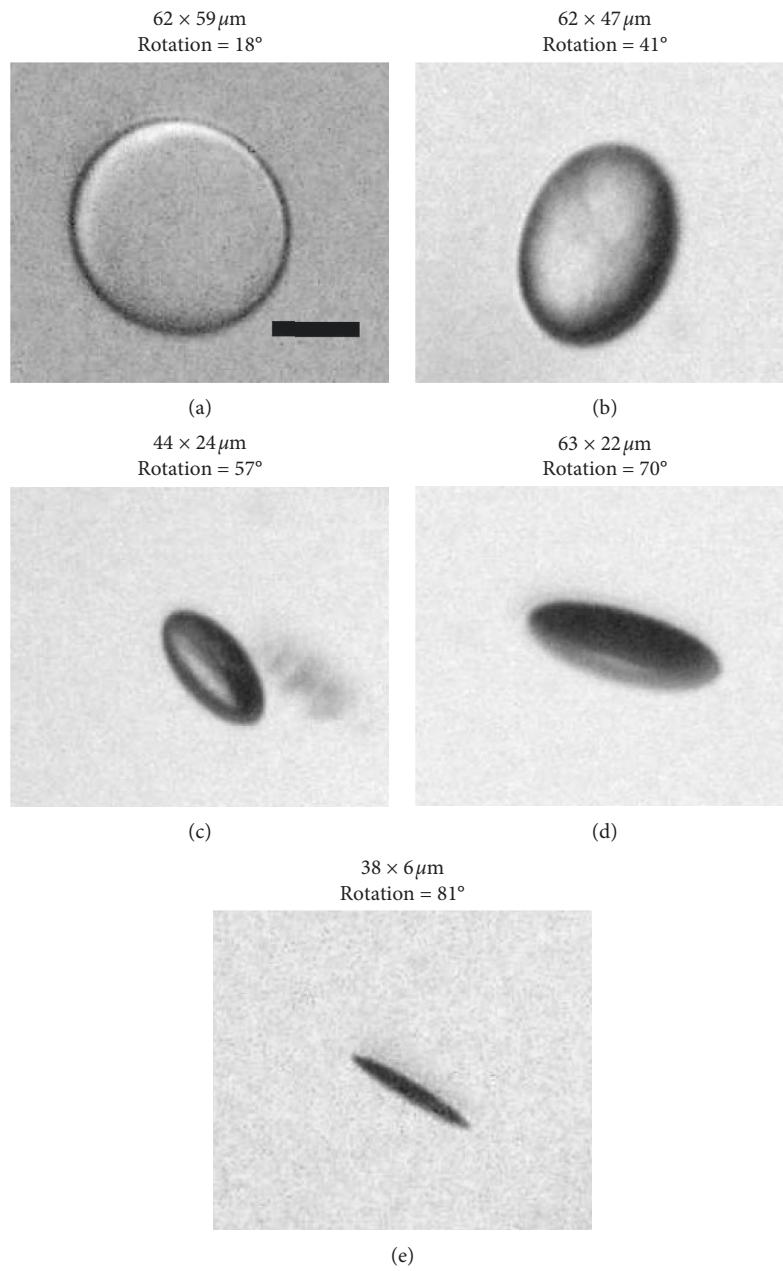 62 × 59 μm
Rotation = 18°
62 × 47 μm
Rotation = 41°
(a)
(b)
44 × 24 μm
Rotation = 57°
63 × 22 μm
Rotation = 70°
(c)
(d)
38 × 6 μm
Rotation = 81°
(e)